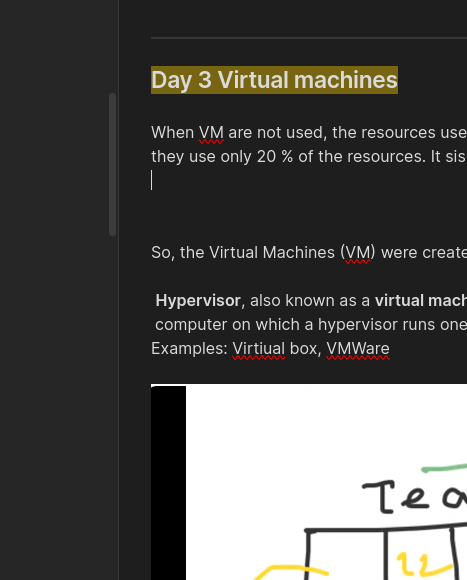 Day 3 Virtual machines
When VM are not used, the resources use
they use only 20 % of the resources. It sis
So, the Virtual Machines (VM) were create
Hypervisor, also known as a virtual mach
computer on which a hypervisor runs one
Examples: Virtiual box, VMWare
Tea